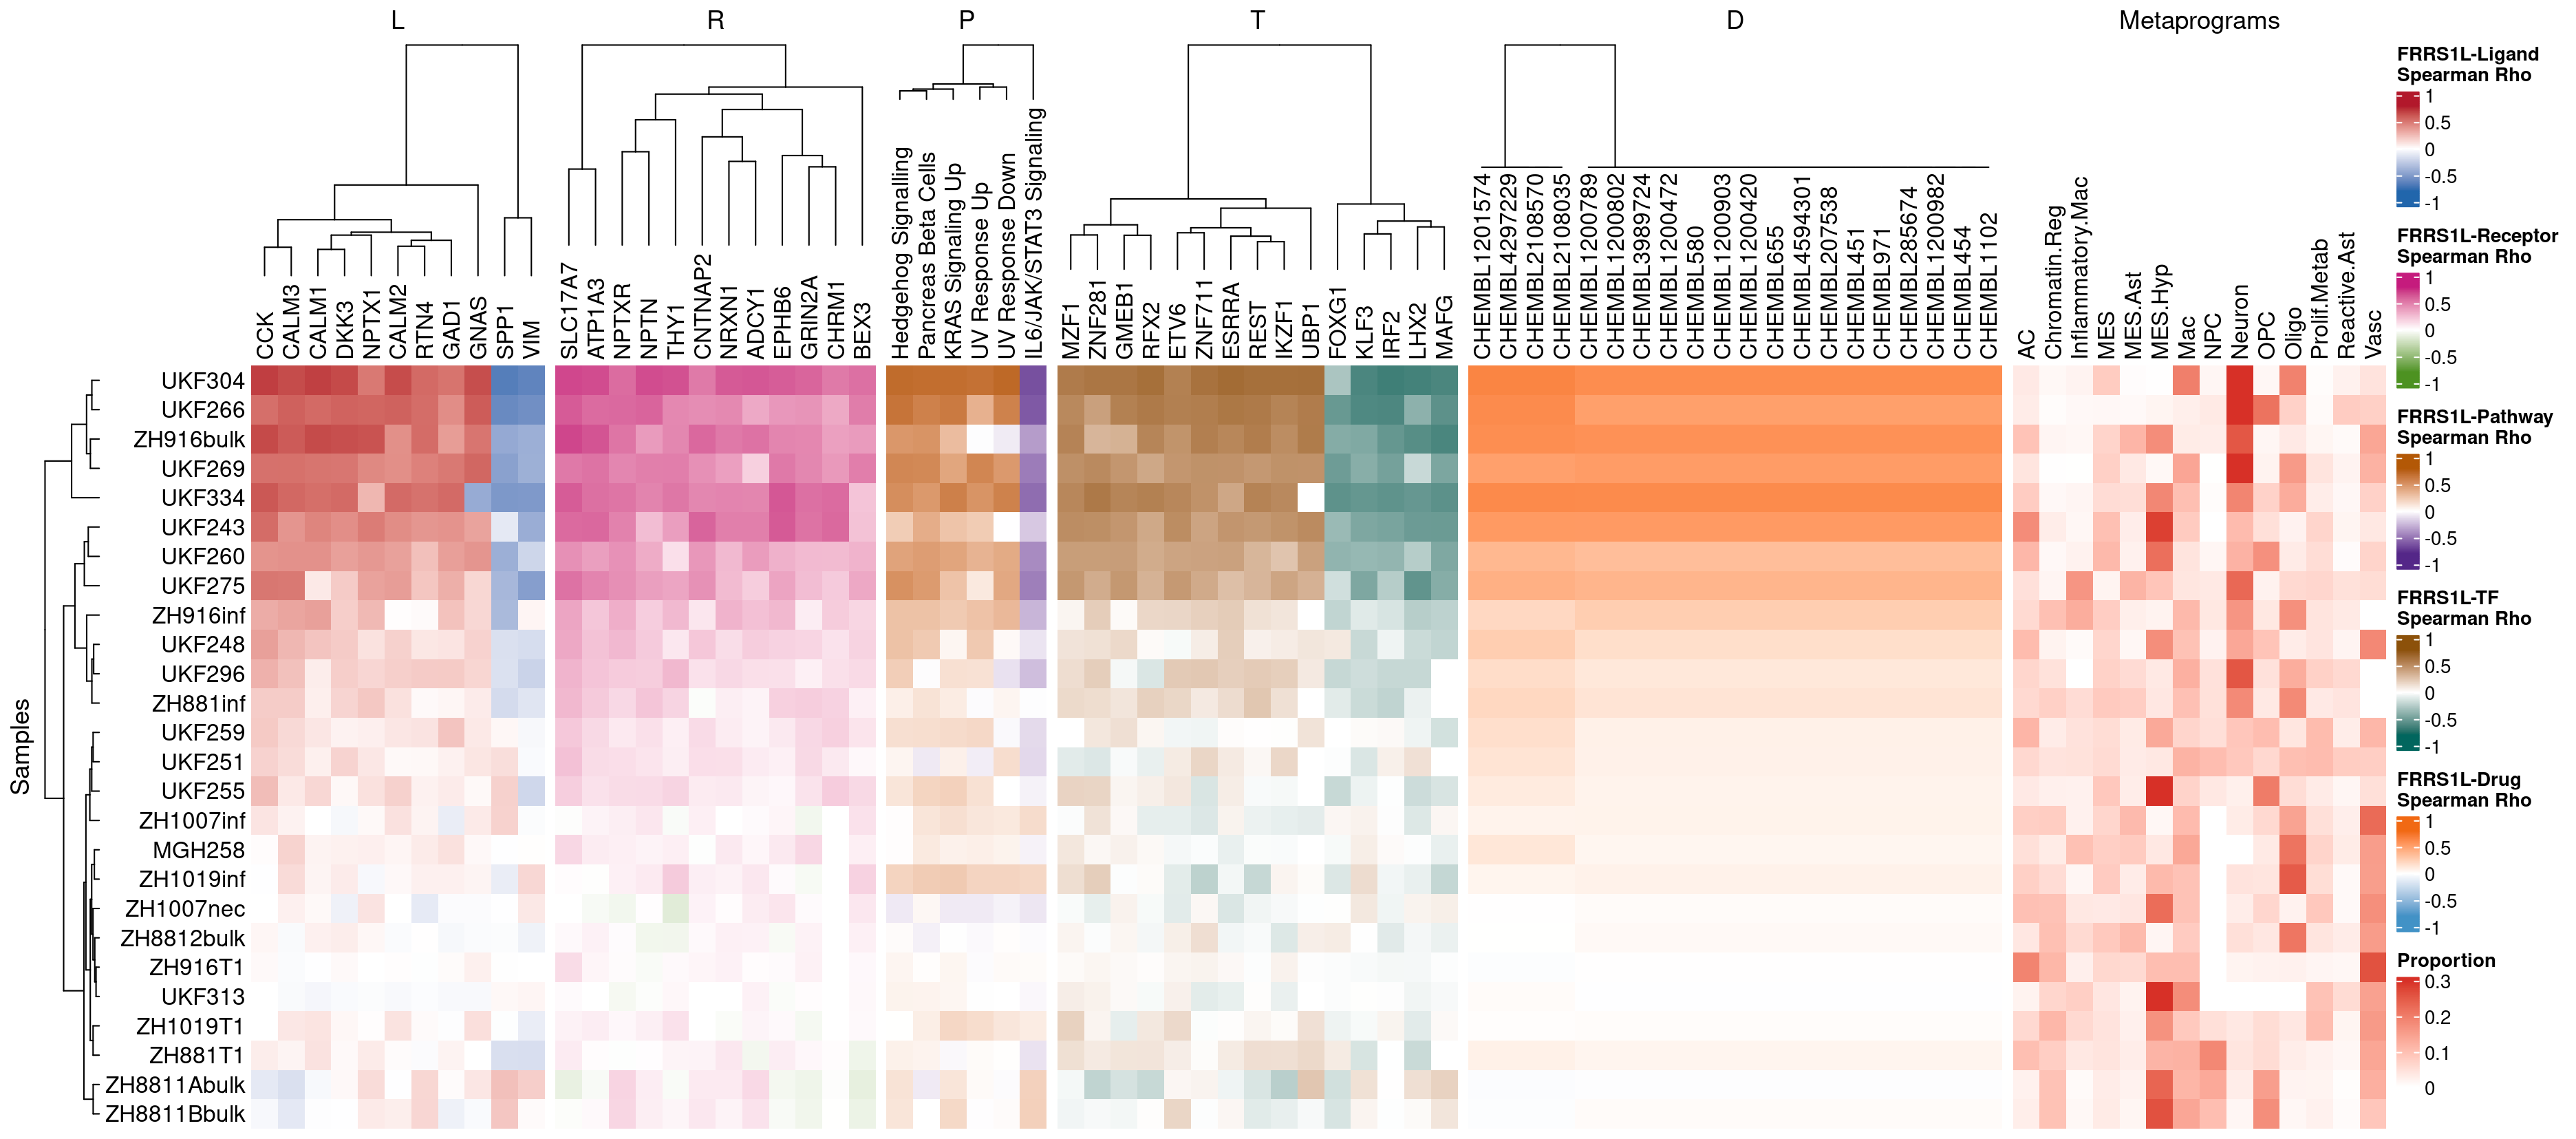 L R P T D Metaprograms
CCK
CALM3
CALM1
DKK3
NPTX1
CALM2
RTN4
GAD1
GNAS
SPP1
VIM
SLC17A7
ATP1A3
NPTXR
NPTN
THY1
CNTNAP2
NRXN1
ADCY1
EPHB6
GRIN2A
CHRM1
BEX3
Hedgehog Signalling
Pancreas Beta Cells
KRAS Signaling Up
UV Response Up
UV Response Down
IL6/JAK/STAT3 Signaling
MZF1
ZNF281
GMEB1
RFX2
ETV6
ZNF711
ESRRA
REST
IKZF1
UBP1
FOXG1
KLF3
IRF2
LHX2
MAFG
CHEMBL1201574
CHEMBL4297229
CHEMBL2108570
CHEMBL2108035
CHEMBL1200789
CHEMBL1200802
CHEMBL3989724
CHEMBL1200472
CHEMBL580
CHEMBL1200903
CHEMBL1200420
CHEMBL655
CHEMBL4594301
CHEMBL207538
CHEMBL451
CHEMBL971
CHEMBL285674
CHEMBL1200982
CHEMBL454
CHEMBL1102
AC
Chromatin.Reg
Inflammatory.Mac
MES
MES.Ast
MES.Hyp
Mac
NPC
Neuron
OPC
Oligo
Prolif.Metab
Reactive.Ast
Vasc
Samples
UKF304
UKF266
ZH916bulk
UKF269
UKF334
UKF243
UKF260
UKF275
ZH916inf
UKF248
UKF296
ZH881inf
UKF259
UKF251
UKF255
ZH1007inf
MGH258
ZH1019inf
ZH1007nec
ZH8812bulk
ZH916T1
UKF313
ZH1019T1
ZH881T1
ZH8811Abulk
ZH8811Bbulk
FRRS1L-Ligand
Spearman Rho
1
0.5
0
-0.5
-1
FRRS1L-Receptor
Spearman Rho
1
0.5
0
-0.5
-1
FRRS1L-Pathway
Spearman Rho
1
0.5
0
-0.5
-1
FRRS1L-TF
Spearman Rho
1
0.5
0
-0.5
-1
FRRS1L-Drug
Spearman Rho
1
0.5
0
-0.5
-1
Proportion
0.3
0.2
0.1
0